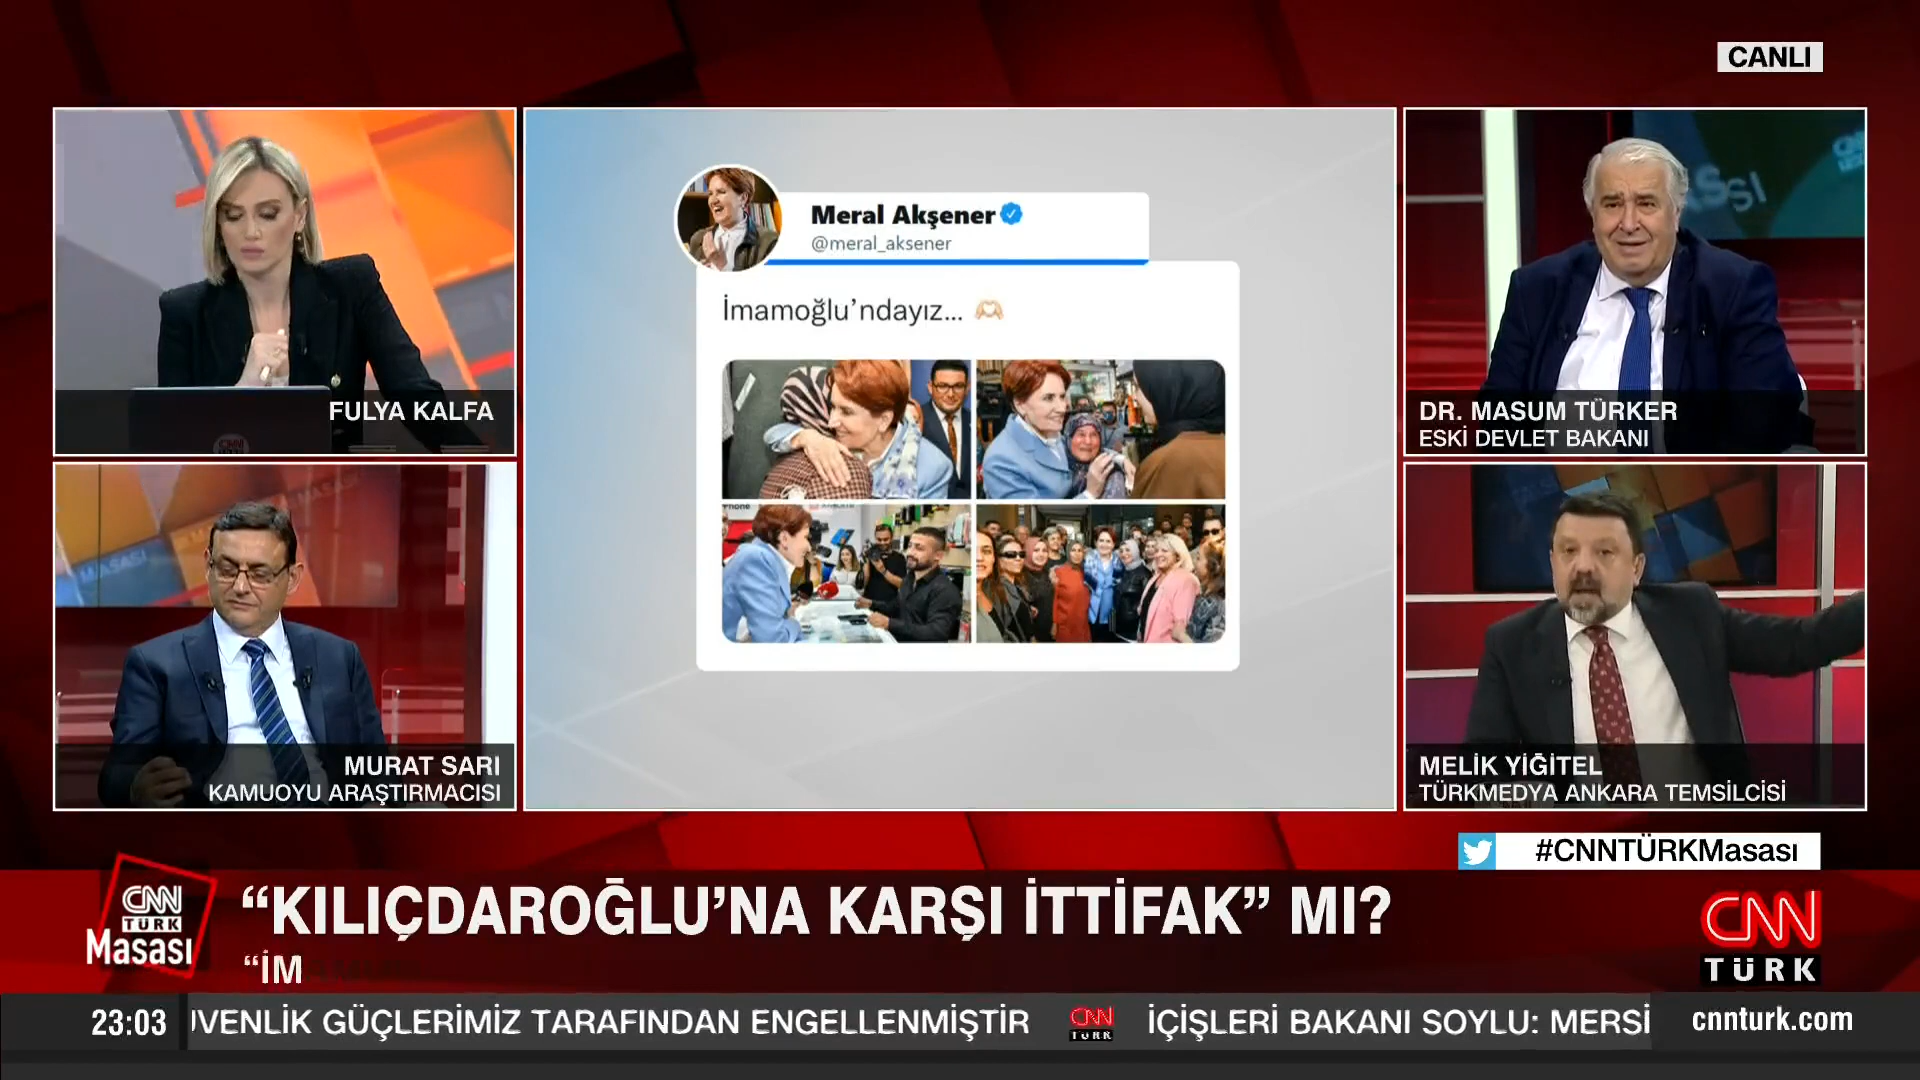 CANLI
FULYA KALFA
Meral Akşener
@meral_aksener
İmamoğlu'ndayız...
DR. MASUM TÜRKER
ESKİ DEVLET BAKANI
MURAT SARI
KAMUOYU ARAŞTIRMACISI
MELİK YİĞİTEL
TÜRKMEDYA ANKARA TEMSİLCİSİ
#CNNTÜRKMasası
CNN
TÜRK
Masası
“KILIÇDAROĞLU’NA KARŞI İTTİFAK” MI?
“İM
CNN
TÜRK
23:03
VENLİK GÜÇLERİMİZ TARAFINDAN ENGELLENMİŞTİR CNN TÜRK İÇİŞLERİ BAKANI SOYLU: MERSİ
cnnturk.com